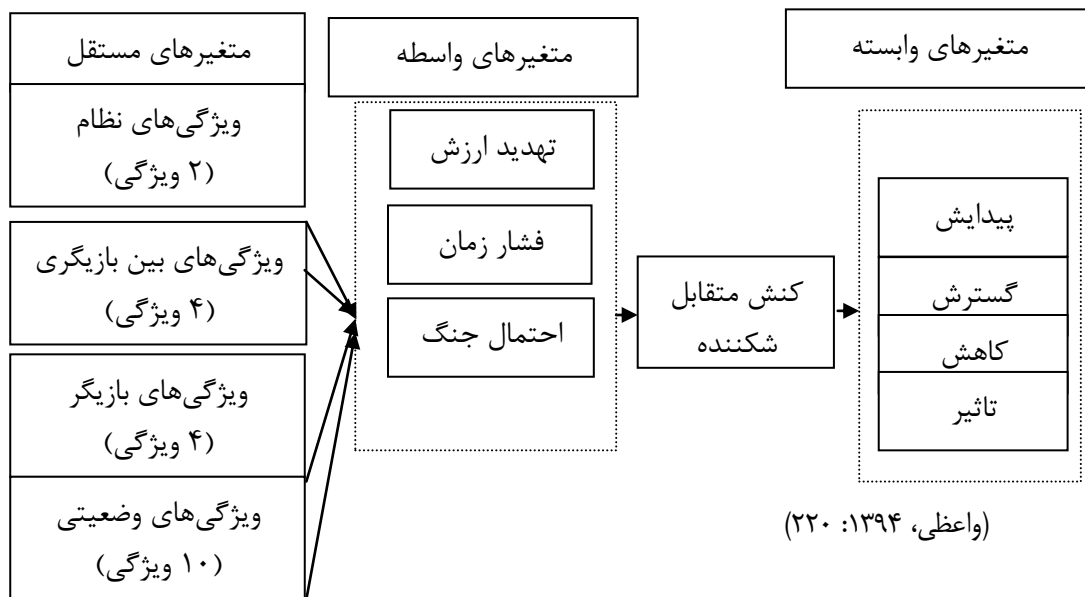 متغیرهای مستقل
ویژگی‌های نظام
(۲ ویژگی)
ویژگی‌های بین بازیگری
(۴ ویژگی)
ویژگی‌های بازیگر
(۴ ویژگی)
ویژگی‌های وضعیتی
(۱۰ ویژگی)
متغیرهای واسطه
تهدید ارزش
فشار زمان
احتمال جنگ
کنش متقابل
شکننده
متغیرهای وابسته
پیدایش
گسترش
کاهش
تاثیر
(واعظی، ۱۳۹۴: ۲۲۰)